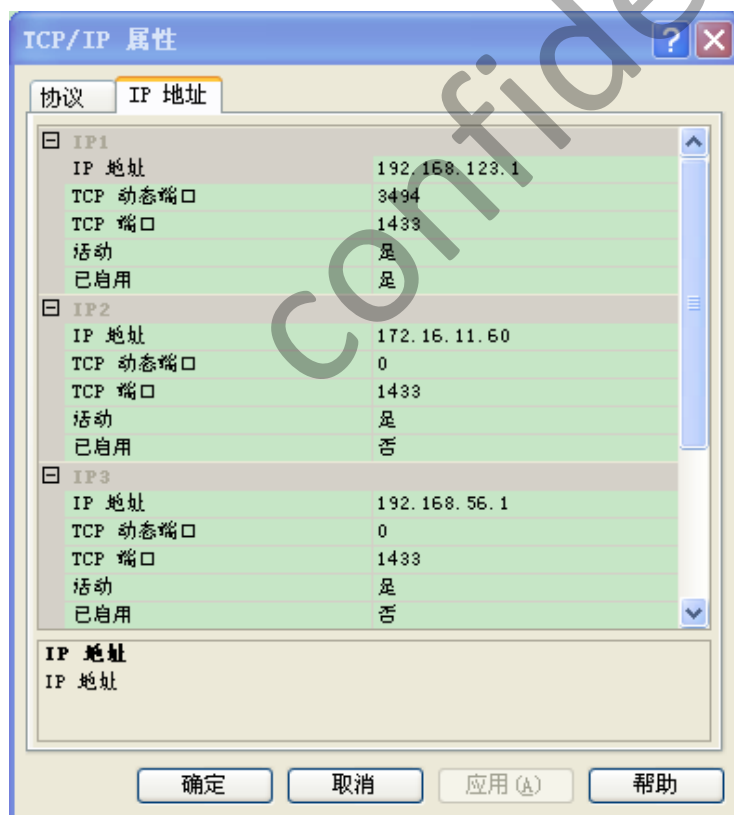 TCP/IP 属性
协议 IP 地址
IP1
IP 地址 192.168.123.1
TCP 动态端口 3494
TCP 端口 1433
活动 是
已启用 是
IP2
IP 地址 172.16.11.60
TCP 动态端口 0
TCP 端口 1433
活动 是
已启用 否
IP3
IP 地址 192.168.56.1
TCP 动态端口 0
TCP 端口 1433
活动 是
已启用 否
IP 地址
IP 地址
确定 取消 应用(A) 帮助
confide